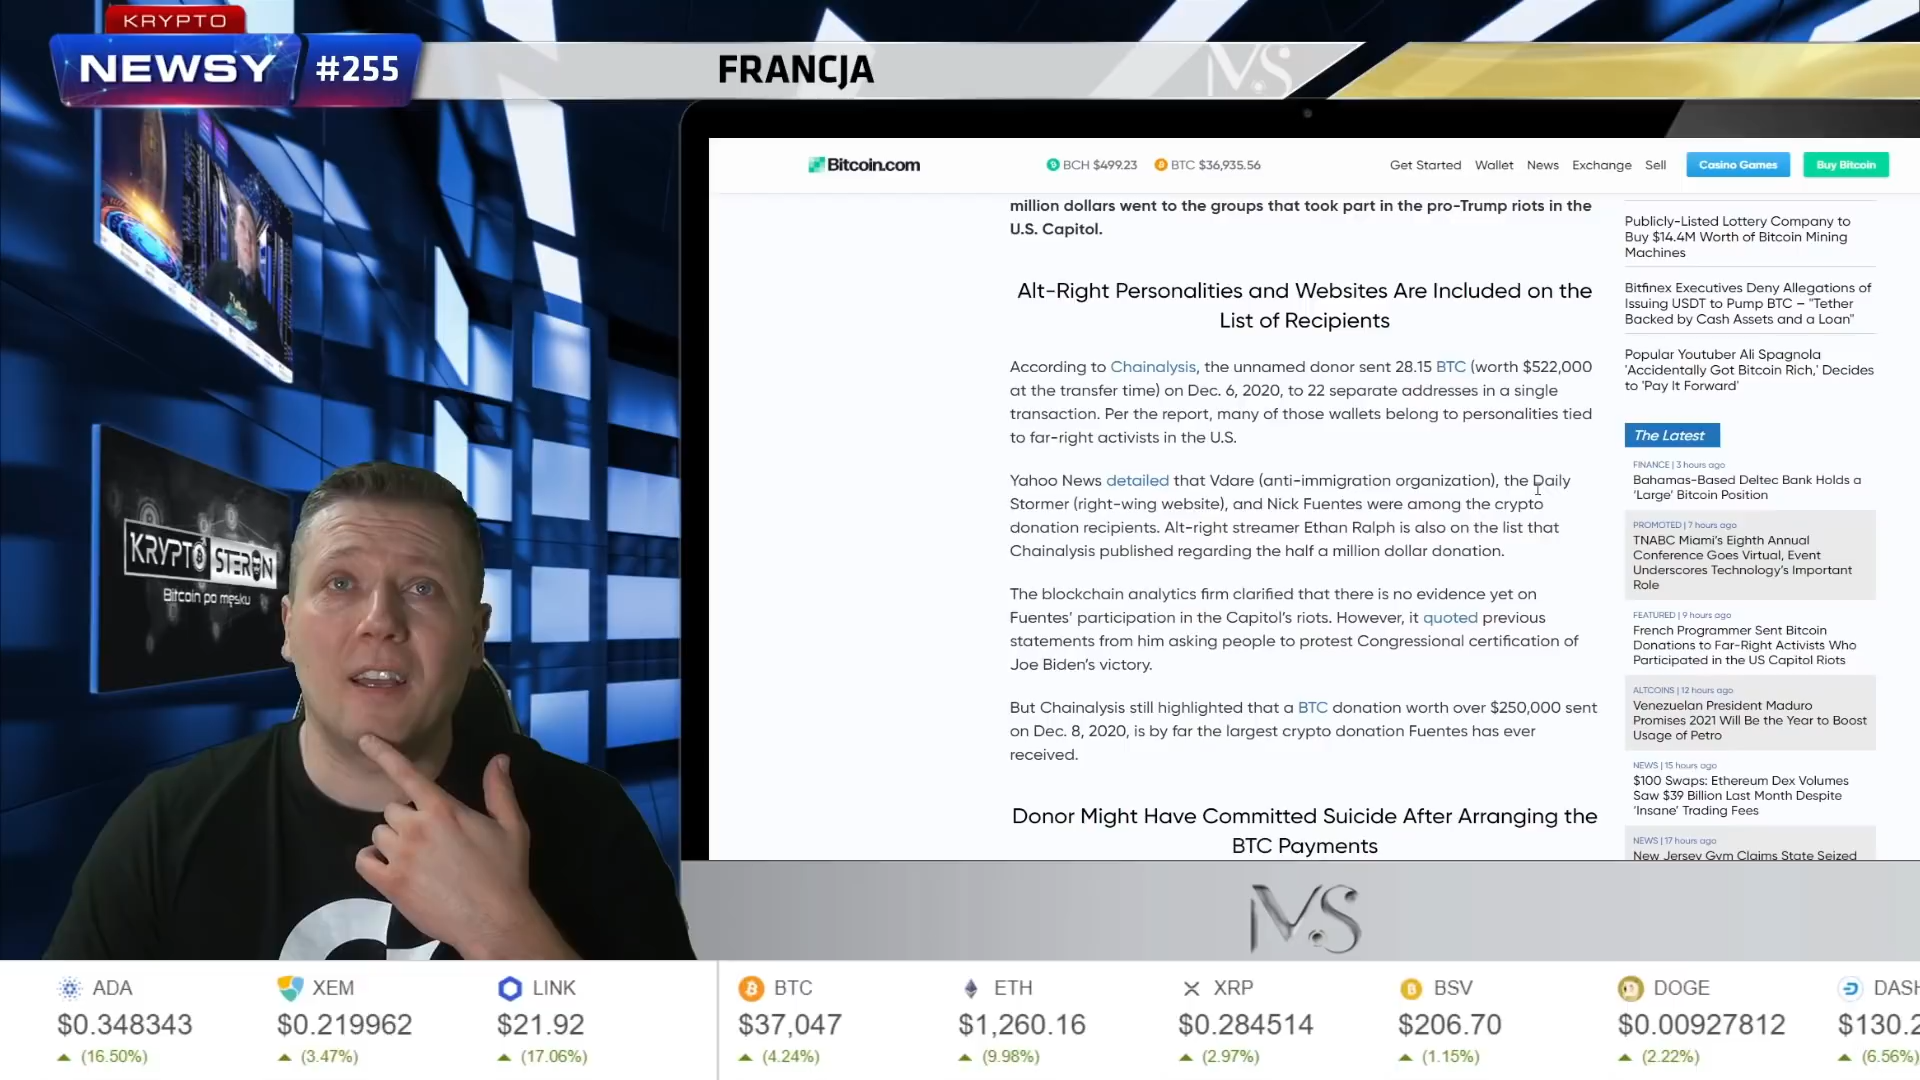 KRYPTO
NEWSY #255
FRANCJA
MS
Bitcoin.com
BCH $499.23 BTC $36,935.56
Get Started Wallet News Exchange Sell Casino Games Buy Bitcoin
million dollars went to the groups that took part in the pro-Trump riots in the
U.S. Capitol.
Alt-Right Personalities and Websites Are Included on the
List of Recipients
According to Chainalysis, the unnamed donor sent 28.15 BTC (worth $522,000
at the transfer time) on Dec. 6, 2020, to 22 separate addresses in a single
transaction. Per the report, many of those wallets belong to personalities tied
to far-right activists in the U.S.
Yahoo News detailed that Vdare (anti-immigration organization), the Daily
Stormer (right-wing website), and Nick Fuentes were among the crypto
donation recipients. Alt-right streamer Ethan Ralph is also on the list that
Chainalysis published regarding the half a million dollar donation.
The blockchain analytics firm clarified that there is no evidence yet on
Fuentes' participation in the Capitol's riots. However, it quoted previous
statements from him asking people to protest Congressional certification of
Joe Biden's victory.
But Chainalysis still highlighted that a BTC donation worth over $250,000 sent
on Dec. 8, 2020, is by far the largest crypto donation Fuentes has ever
received.
Donor Might Have Committed Suicide After Arranging the
BTC Payments
Publicly-Listed Lottery Company to
Buy $14.4M Worth of Bitcoin Mining
Machines
Bitfinex Executives Deny Allegations of
Issuing USDT to Pump BTC – "Tether
Backed by Cash Assets and a Loan"
Popular Youtuber Ali Spagnola
'Accidentally Got Bitcoin Rich,' Decides
to 'Pay It Forward'
The Latest
FINANCE | 3 hours ago
Bahamas-Based Deltec Bank Holds a
'Large' Bitcoin Position
PROMOTED | 7 hours ago
TNABC Miami's Eighth Annual
Conference Goes Virtual, Event
Underscores Technology's Important
Role
FEATURED | 9 hours ago
French Programmer Sent Bitcoin
Donations to Far-Right Activists Who
Participated in the US Capitol Riots
ALTCOINS | 12 hours ago
Venezuelan President Maduro
Promises 2021 Will Be the Year to Boost
Usage of Petro
NEWS | 15 hours ago
$100 Swaps: Ethereum Dex Volumes
Saw $39 Billion Last Month Despite
'Insane' Trading Fees
NEWS | 17 hours ago
New Jersey Gym Claims State Seized
KRYPTO STERON
Bitcoin po męsku
MS
ADA XEM LINK BTC ETH XRP BSV DOGE DASH
$0.348343 $0.219962 $21.92 $37,047 $1,260.16 $0.284514 $206.70 $0.00927812 $130.2
(16.50%) (3.47%) (17.06%) (4.24%) (9.98%) (2.97%) (1.15%) (2.22%) (6.56%)